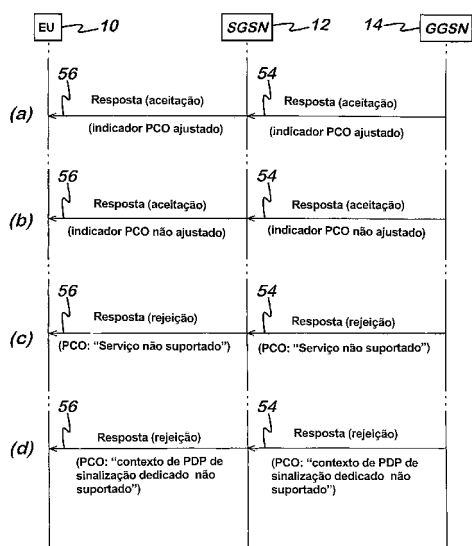 EU 10 SGSN 12 14 GGSN
56 54
(a) Resposta (aceitação) Resposta (aceitação)
(indicador PCO ajustado) (indicador PCO ajustado)
56 54
(b) Resposta (aceitação) Resposta (aceitação)
(indicador PCO não ajustado) (indicador PCO não ajustado)
56 54
(c) Resposta (rejeição) Resposta (rejeição)
(PCO: “Serviço não suportado”) (PCO: “Serviço não suportado”)
56 54
(d) Resposta (rejeição) Resposta (rejeição)
(PCO: “contexto de PDP de
sinalização dedicado não
suportado”)
(PCO: “contexto de PDP de
sinalização dedicado não
suportado”)